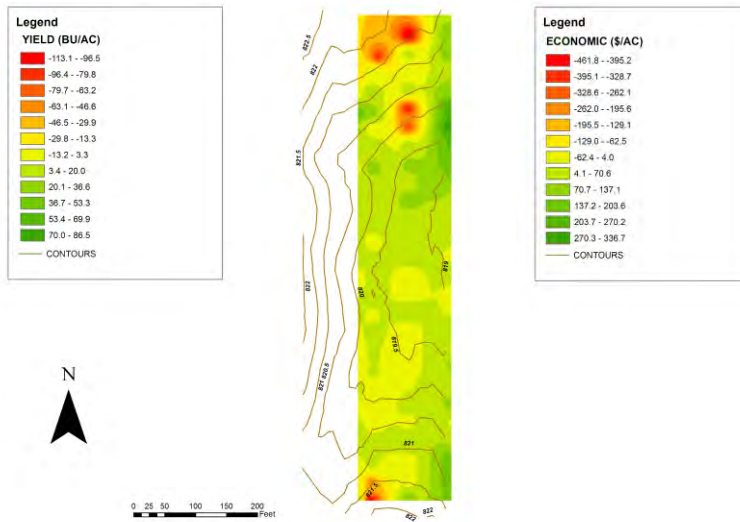 Legend
YIELD (BU/AC)
-113.1 - -96.5
-96.4 - -79.8
-79.7 - -63.2
-63.1 - -46.6
-46.5 - -29.9
-29.8 - -13.3
-13.2 - 3.3
3.4 - 20.0
20.1 - 36.6
36.7 - 53.3
53.4 - 69.9
70.0 - 86.5
CONTOURS
Legend
ECONOMIC ($/AC)
-461.8 - -395.2
-395.1 - -328.7
-328.6 - -262.1
-262.0 - -195.6
-195.5 - -129.1
-129.0 - -62.5
-62.4 - 4.0
4.1 - 70.6
70.7 - 137.1
137.2 - 203.6
203.7 - 270.2
270.3 - 336.7
CONTOURS
822.5
822
821.5
822
820
819
819.5
821 820.5
821
821.5
822
822
N
0 25 50 100 150 200
Feet